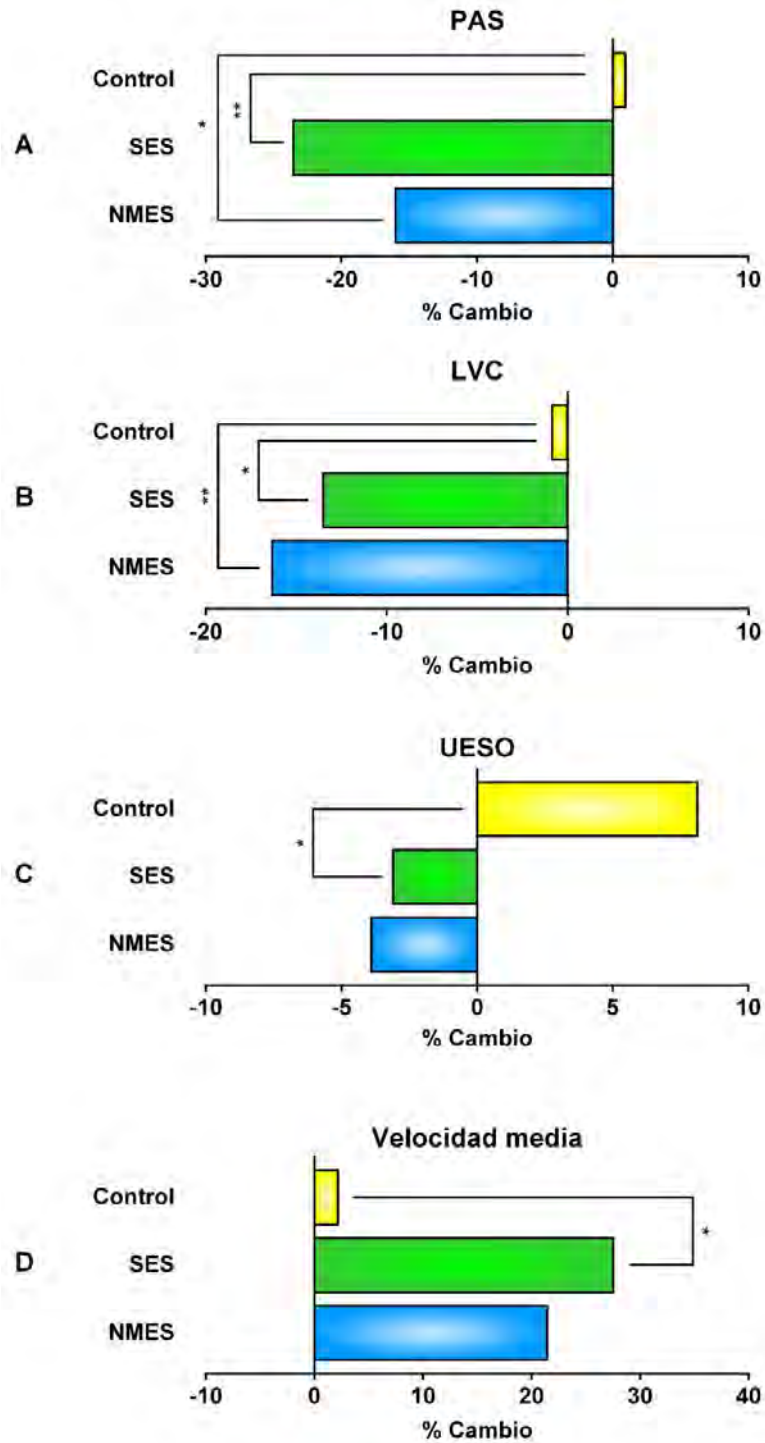 PAS
Control
**
*
A
SES
NMES
-30 -20 -10 0 10
% Cambio
LVC
Control
*
B
SES
**
NMES
-20 -10 0 10
% Cambio
UESO
Control
*
C
SES
NMES
-10 -5 0 5 10
% Cambio
Velocidad media
Control
*
D
SES
NMES
-10 0 10 20 30 40
% Cambio